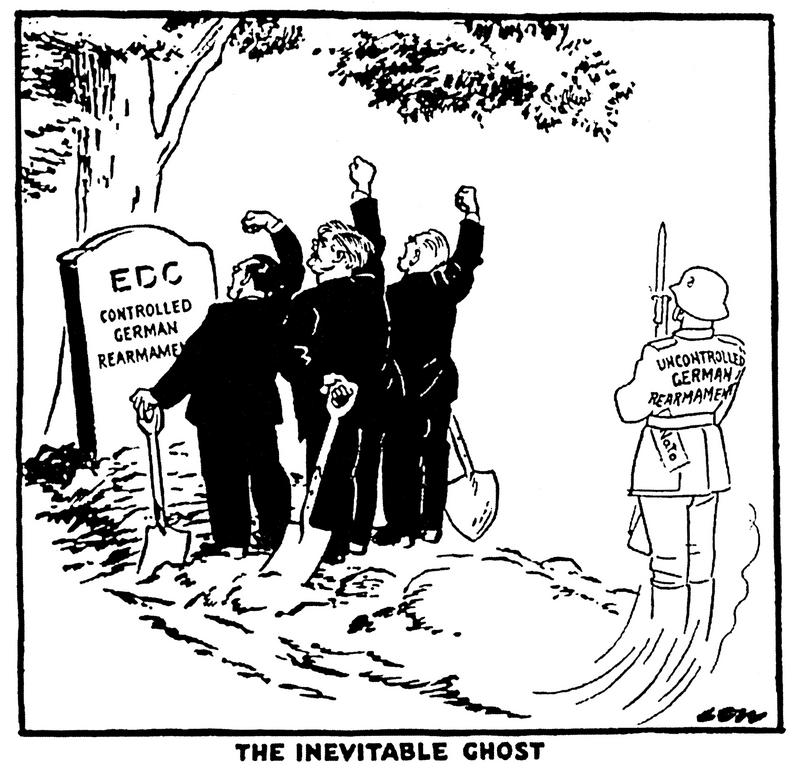 EDC
CONTROLLED
GERMAN
REARMAMEN
UNCONTROLLED
GERMAN
REARMAMENT
NATO
LOW
THE INEVITABLE GHOST